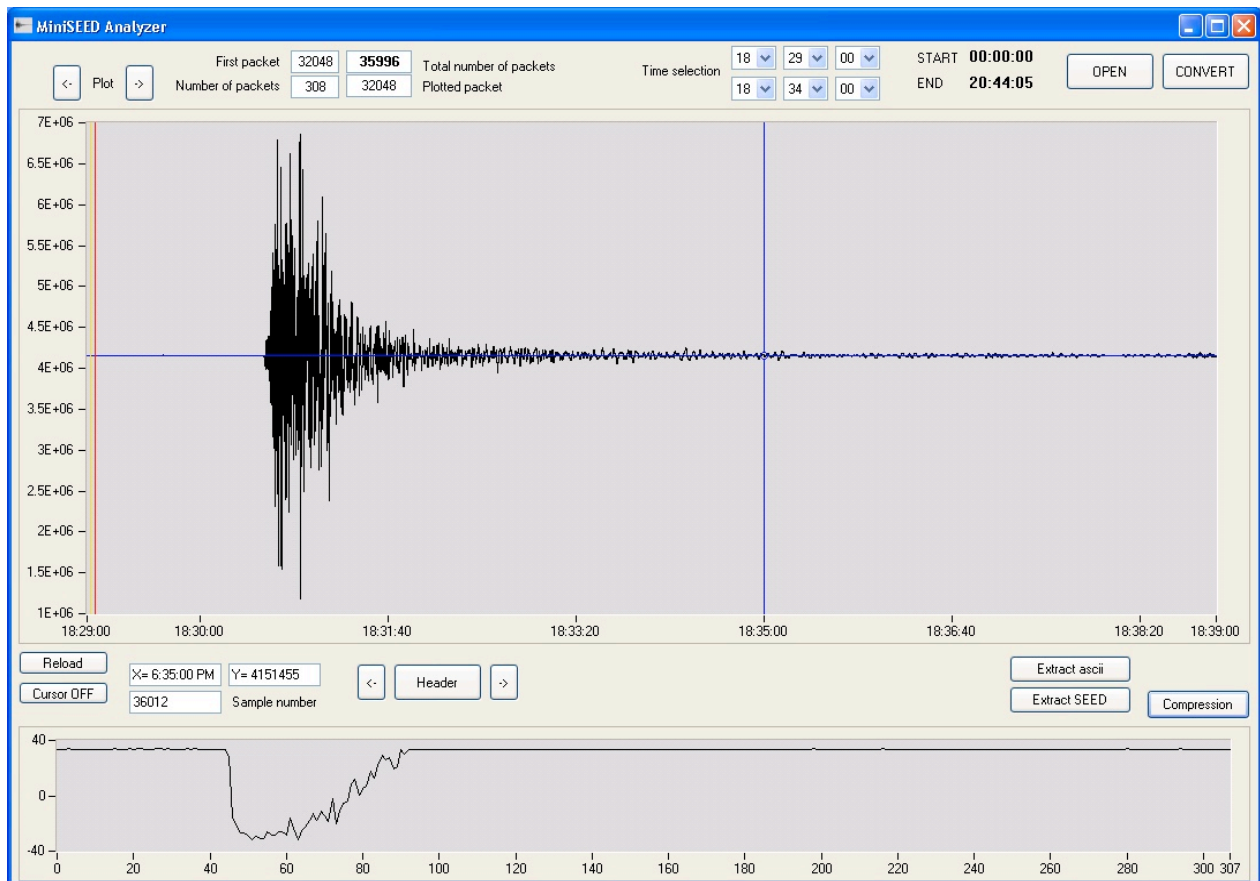 MiniSEED Analyzer
<- Plot ->
First packet 32048 35996 Total number of packets
Number of packets 308 32048 Plotted packet
Time selection 18 29 00
18 34 00
START 00:00:00
END 20:44:05
OPEN CONVERT
7E+06
6.5E+06
6E+06
5.5E+06
5E+06
4.5E+06
4E+06
3.5E+06
3E+06
2.5E+06
2E+06
1.5E+06
1E+06
18:29:00 18:30:00 18:31:40 18:33:20 18:35:00 18:36:40 18:38:20 18:39:00
Reload
Cursor OFF
X= 6:35:00 PM Y= 4151455
36012 Sample number
<- Header ->
Extract ascii
Extract SEED
Compression
40
0
-40
0 20 40 60 80 100 120 140 160 180 200 220 240 260 280 300 307